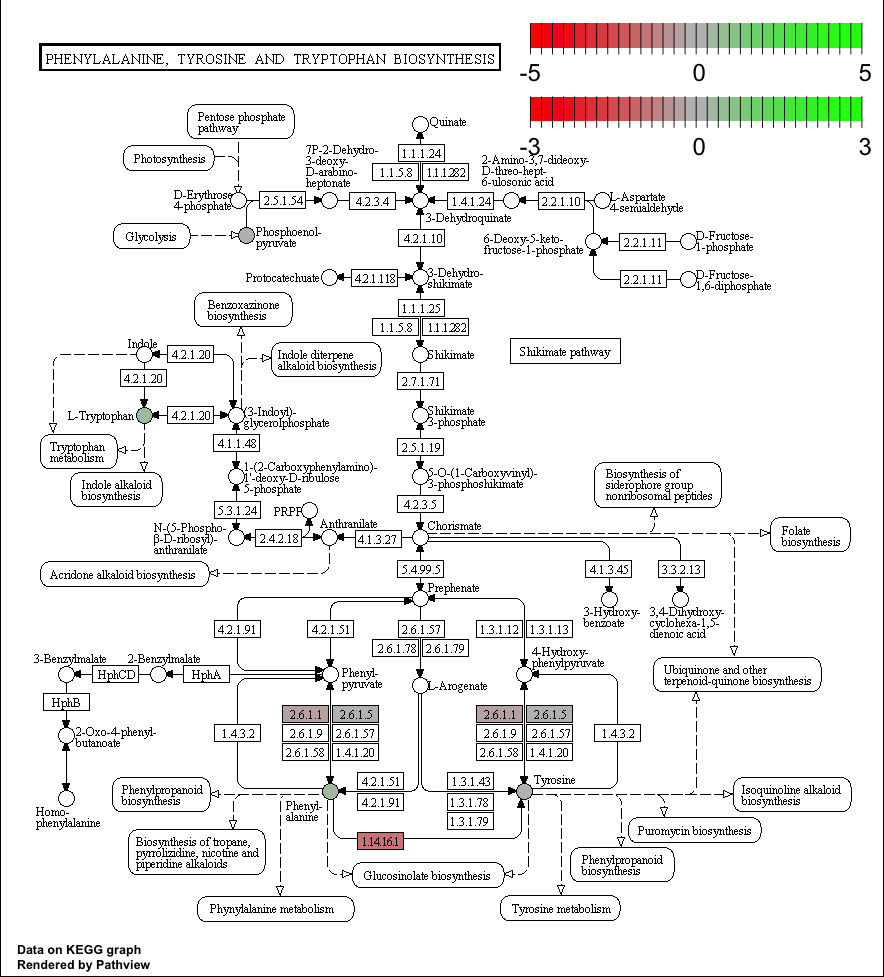 PHENYLALANINE, TYROSINE AND TRYPTOPHAN BIOSYNTHESIS
-5
0
5
-3
0
3
Pentose phosphate
pathway
Quinate
Photosynthesis
7P-2-Dehydro-
3-deoxy-
D-arabino-
heptonate
1.1.1.24
1.1.5.8
1.1.1.282
2-Amino-3,7-dideoxy-
D-threo-hept-
6-ulosonic acid
D-Erythrose
4-phosphate
2.5.1.54
4.2.3.4
1.4.1.24
2.2.1.10
L-Aspartate
4-semialdehyde
3-Dehydroquinate
Glycolysis
Phosphoenol-
pyruvate
4.2.1.10
6-Deoxy-5-keto-
fructose-1-phosphate
2.2.1.11
D-Fructose-
1-phosphate
Protocatechuate
4.2.1.118
3-Dehydro-
shikimate
2.2.1.11
D-Fructose-
1,6-diphosphate
Benzoxazinone
biosynthesis
1.1.1.25
1.1.5.8
1.1.1.282
Indole
4.2.1.20
Indole diterpene
alkaloid biosynthesis
Shikimate
Shikimate pathway
4.2.1.20
2.7.1.71
L-Tryptophan
4.2.1.20
(3-Indoyl)-
glycerolphosphate
Shikimate
3-phosphate
Tryptophan
metabolism
4.1.1.48
2.5.1.19
Indole alkaloid
biosynthesis
1-(2-Carboxyphenylamino)-
1'-deoxy-D-ribulose
5-phosphate
5-O-(1-Carboxyvinyl)-
3-phosphoshikimate
Biosynthesis of
siderophore group
nonribosomal peptides
5.3.1.24
PRPP
4.2.3.5
N-(5-Phospho-
β-D-ribosyl)-
anthranilate
2.4.2.18
Anthranilate
4.1.3.27
Chorismate
Folate
biosynthesis
Acridone alkaloid biosynthesis
5.4.99.5
4.1.3.45
3.3.2.13
Prephenate
3-Hydroxy-
benzoate
3,4-Dihydroxy-
cyclohexa-1,5-
dienoic acid
4.2.1.91
4.2.1.51
2.6.1.57
1.3.1.12
1.3.1.13
2.6.1.78
2.6.1.79
3-Benzylmalate
2-Benzylmalate
4-Hydroxy-
phenylpyruvate
HphCD
HphA
Phenyl-
pyruvate
L-Arogenate
Ubiquinone and other
terpenoid-quinone biosynthesis
HphB
2-Oxo-4-phenyl-
butanoate
1.4.3.2
2.6.1.1
2.6.1.5
2.6.1.9
2.6.1.57
2.6.1.58
1.4.1.20
2.6.1.1
2.6.1.5
2.6.1.9
2.6.1.57
2.6.1.58
1.4.1.20
1.4.3.2
Homo-
phenylalanine
Phenylpropanoid
biosynthesis
Phenyl-
alanine
4.2.1.51
4.2.1.91
1.3.1.43
1.3.1.78
1.3.1.79
Tyrosine
Isoquinoline alkaloid
biosynthesis
Biosynthesis of tropane,
pyrrolizidine, nicotine and
piperidine alkaloids
1.14.16.1
Puromycin biosynthesis
Phenylpropanoid
biosynthesis
Glucosinolate biosynthesis
Phynylalanine metabolism
Tyrosine metabolism
Data on KEGG graph
Rendered by Pathview